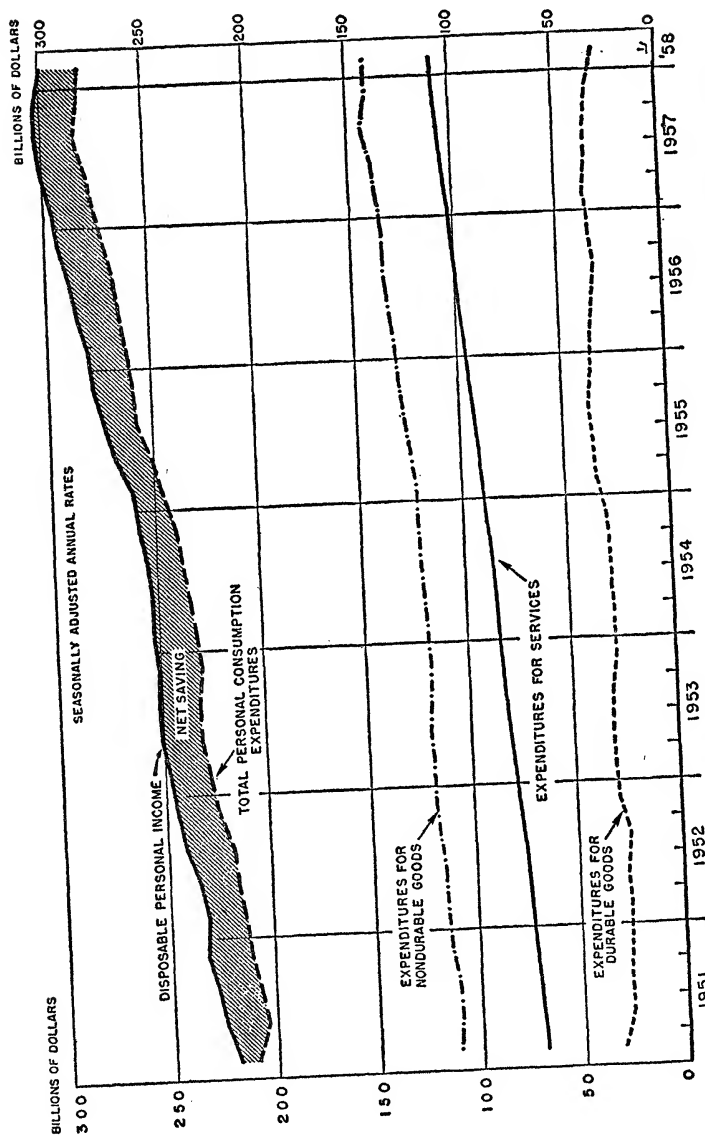 BILLIONS OF DOLLARS
BILLIONS OF DOLLARS
SEASONALLY ADJUSTED ANNUAL RATES
300
250
200
150
100
50
0
300
250
200
150
100
50
0
DISPOSABLE PERSONAL INCOME
NET SAVING
TOTAL PERSONAL CONSUMPTION
EXPENDITURES
EXPENDITURES FOR
NONDURABLE GOODS
EXPENDITURES FOR SERVICES
EXPENDITURES FOR
DURABLE GOODS
1951
1952
1953
1954
1955
1956
1957
'58